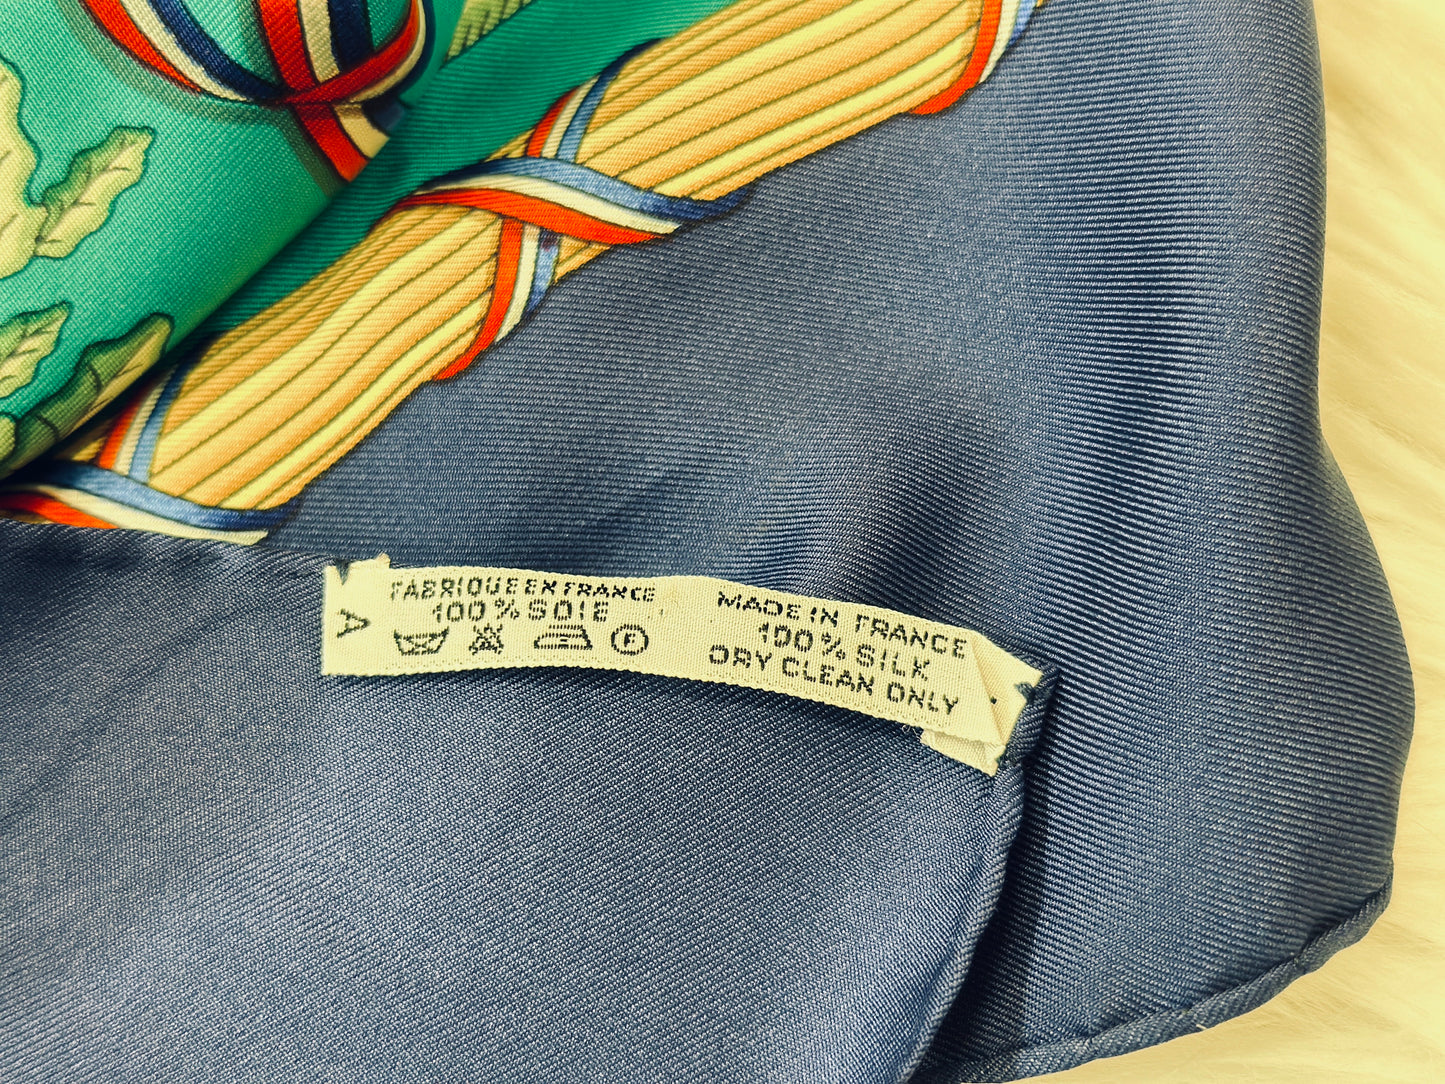 FABRIQUE EN FRANCE
100% SOIE
A
F
MADE IN FRANCE
100% SILK
DRY CLEAN ONLY